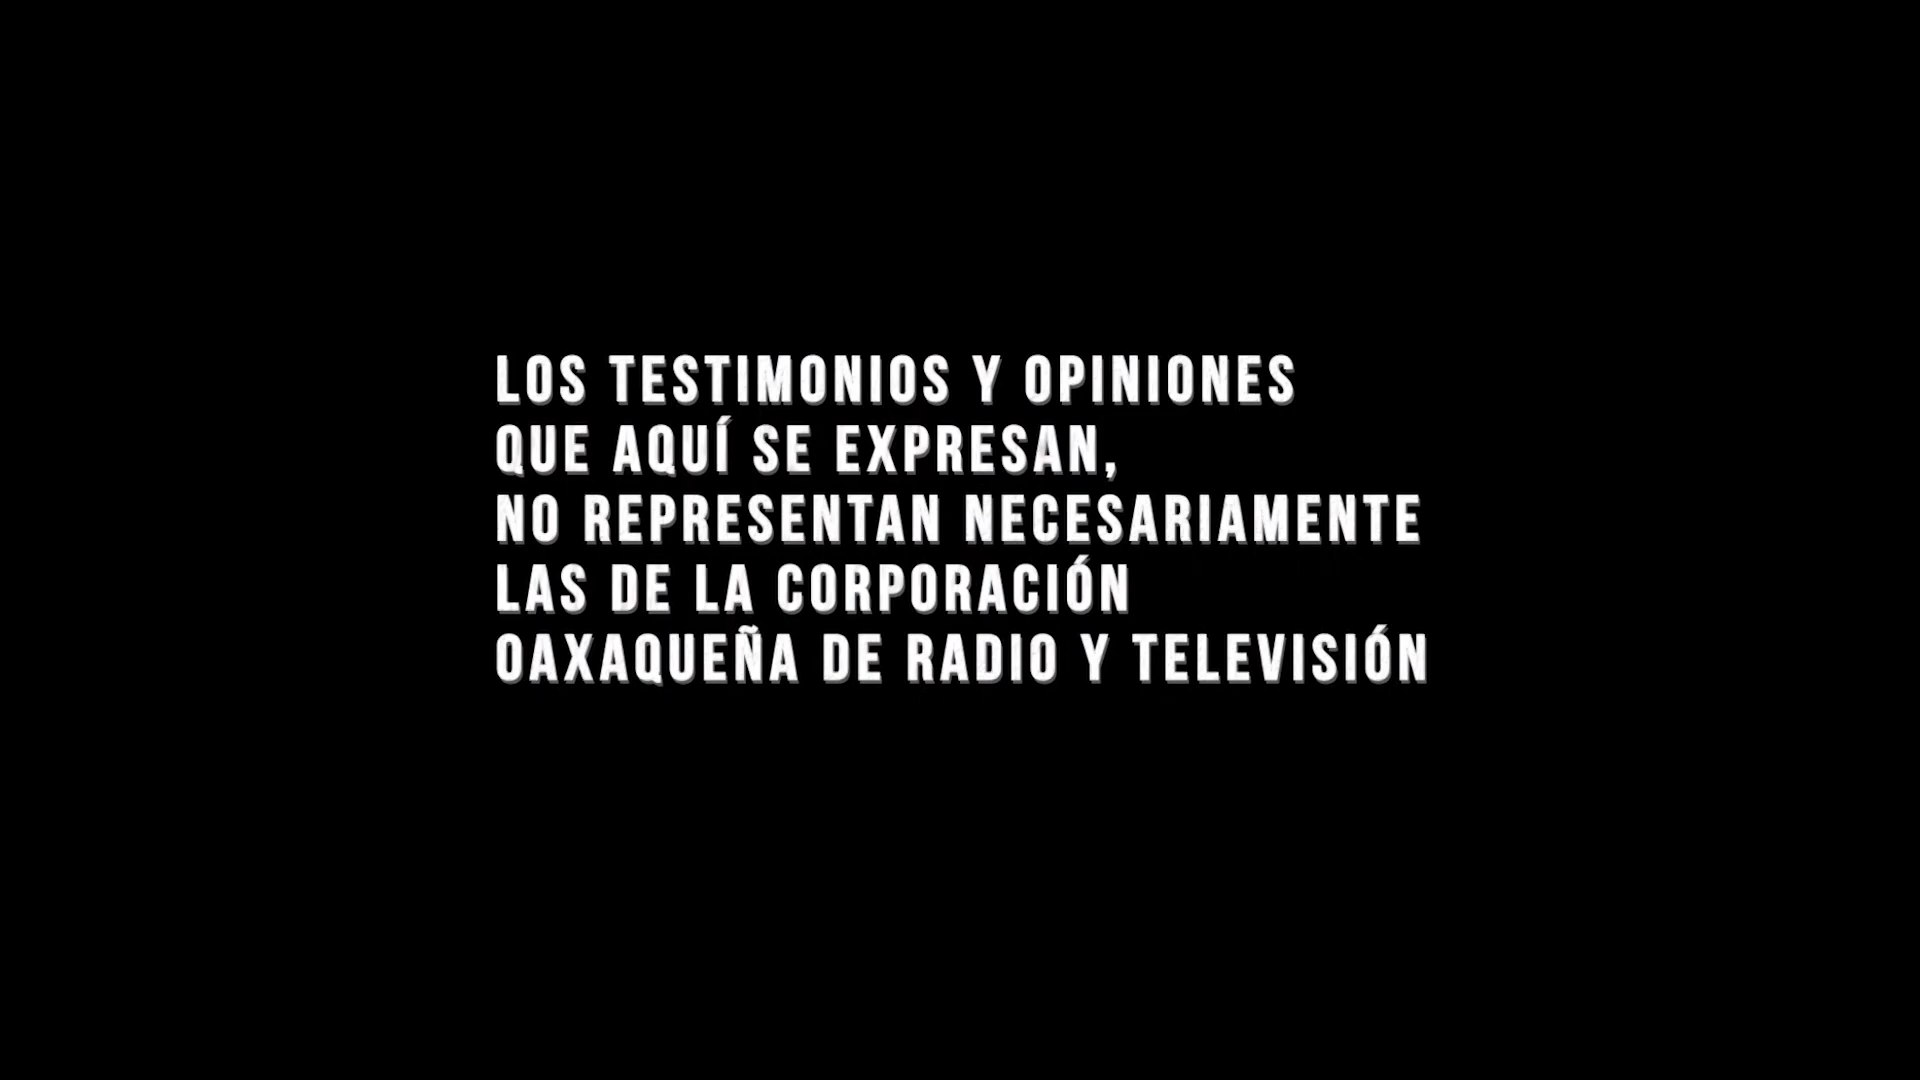 LOS TESTIMONIOS Y OPINIONES
QUE AQUÍ SE EXPRESAN,
NO REPRESENTAN NECESARIAMENTE
LAS DE LA CORPORACIÓN
OAXAQUEÑA DE RADIO Y TELEVISIÓN